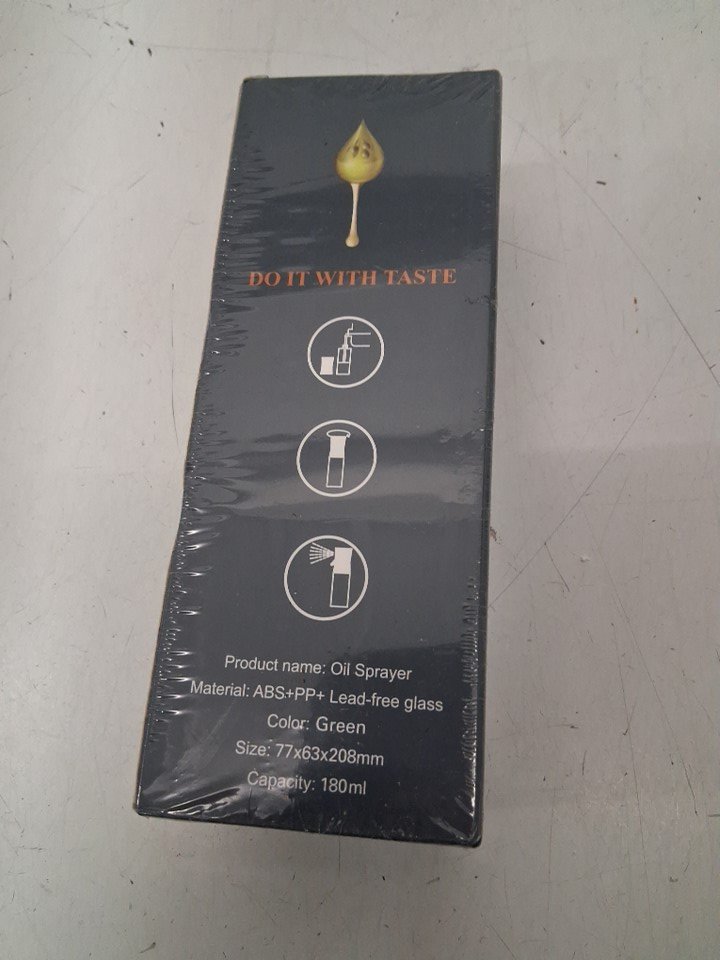 DO IT WITH TASTE
Product name: Oil Sprayer
Material: ABS+PP+ Lead-free glass
Color: Green
Size: 77x63x208mm
Capacity: 180ml